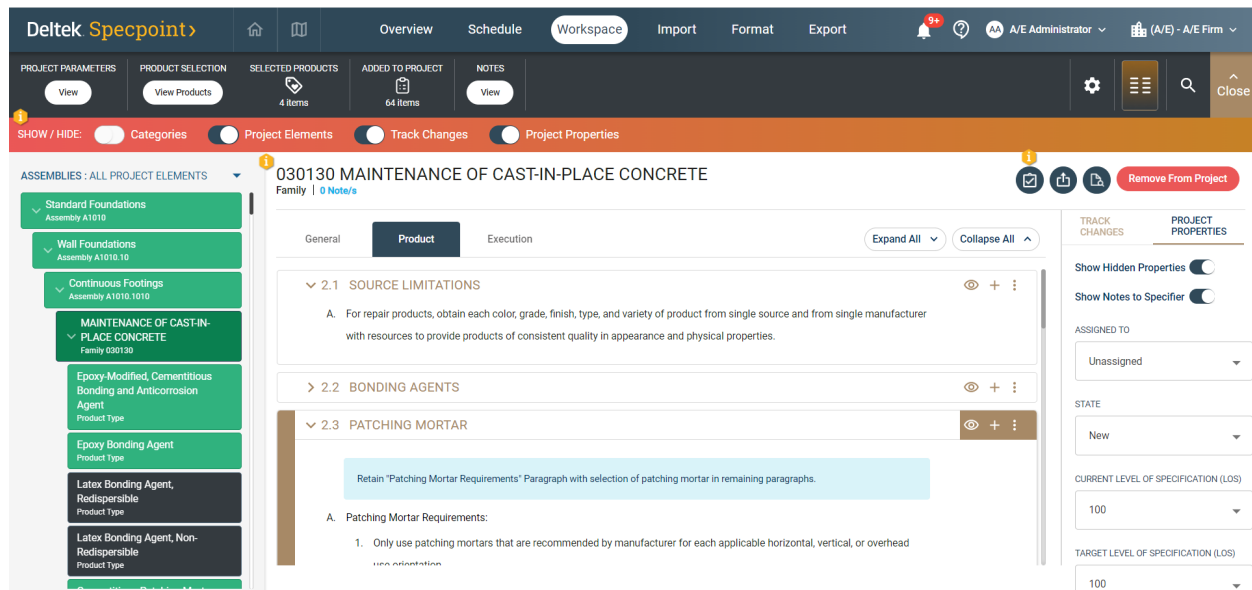 Deltek Specpoint
Overview
Schedule
Workspace
Import
Format
Export
9+
AA
A/E Administrator
(A/E) - A/E Firm
PROJECT PARAMETERS
View
PRODUCT SELECTION
View Products
SELECTED PRODUCTS
4 items
ADDED TO PROJECT
64 items
NOTES
View
Close
SHOW / HIDE:
Categories
Project Elements
Track Changes
Project Properties
ASSEMBLIES : ALL PROJECT ELEMENTS
Standard Foundations
Assembly A1010
Wall Foundations
Assembly A1010.10
Continuous Footings
Assembly A1010.1010
MAINTENANCE OF CAST-IN-
PLACE CONCRETE
Family 030130
Epoxy-Modified, Cementitious
Bonding and Anticorrosion
Agent
Product Type
Epoxy Bonding Agent
Product Type
Latex Bonding Agent,
Redispersible
Product Type
Latex Bonding Agent, Non-
Redispersible
Product Type
030130 MAINTENANCE OF CAST-IN-PLACE CONCRETE
Family | 0 Note/s
Remove From Project
General
Product
Execution
Expand All
Collapse All
2.1 SOURCE LIMITATIONS
A. For repair products, obtain each color, grade, finish, type, and variety of product from single source and from single manufacturer
with resources to provide products of consistent quality in appearance and physical properties.
2.2 BONDING AGENTS
2.3 PATCHING MORTAR
Retain "Patching Mortar Requirements" Paragraph with selection of patching mortar in remaining paragraphs.
A. Patching Mortar Requirements:
1. Only use patching mortars that are recommended by manufacturer for each applicable horizontal, vertical, or overhead
use orientation
TRACK
CHANGES
PROJECT
PROPERTIES
Show Hidden Properties
Show Notes to Specifier
ASSIGNED TO
Unassigned
STATE
New
CURRENT LEVEL OF SPECIFICATION (LOS)
100
TARGET LEVEL OF SPECIFICATION (LOS)
100